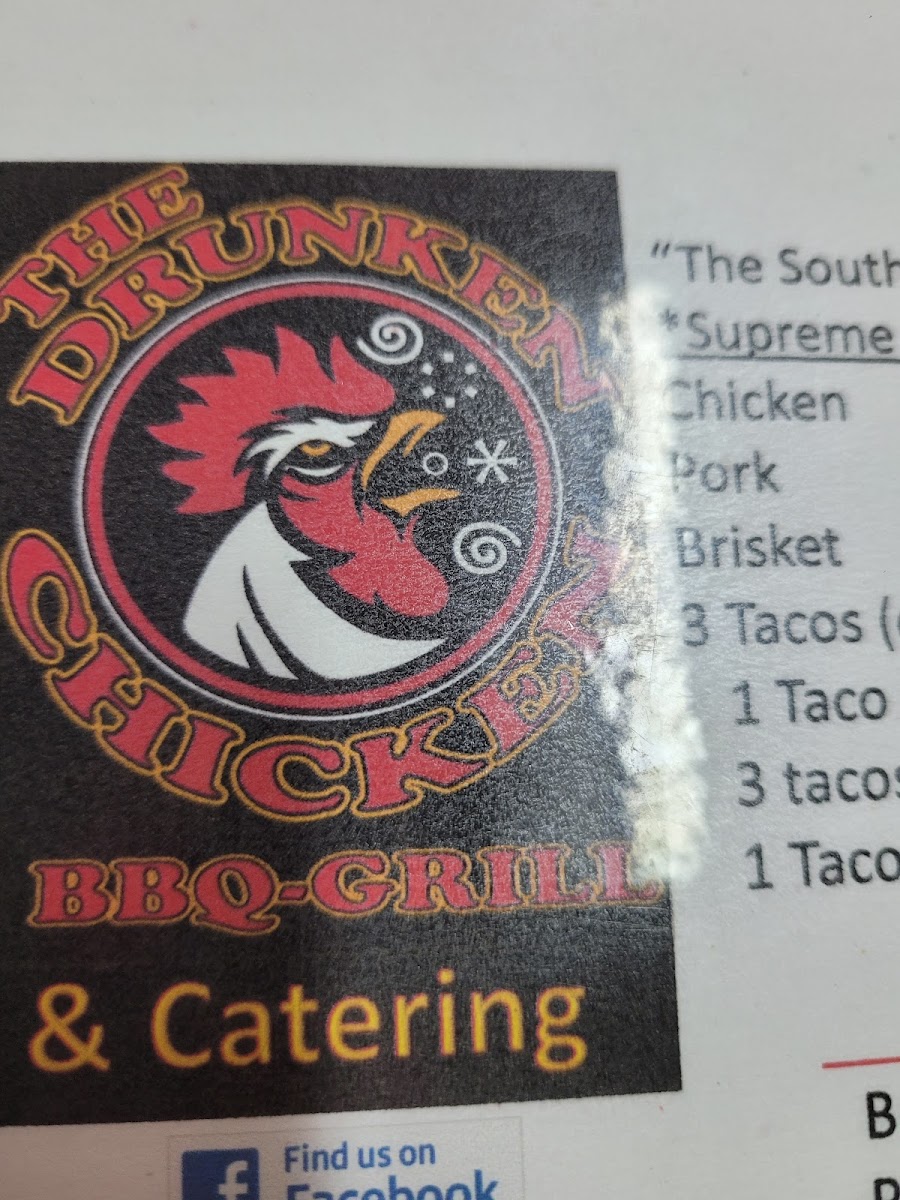 THE
DRUNKEN
CHICKEN
BBQ-GRILL
& Catering
Find us on
Facebook
“The South
*Supreme
Chicken
Pork
Brisket
3 Tacos (
1 Taco
3 tacos
1 Taco
B